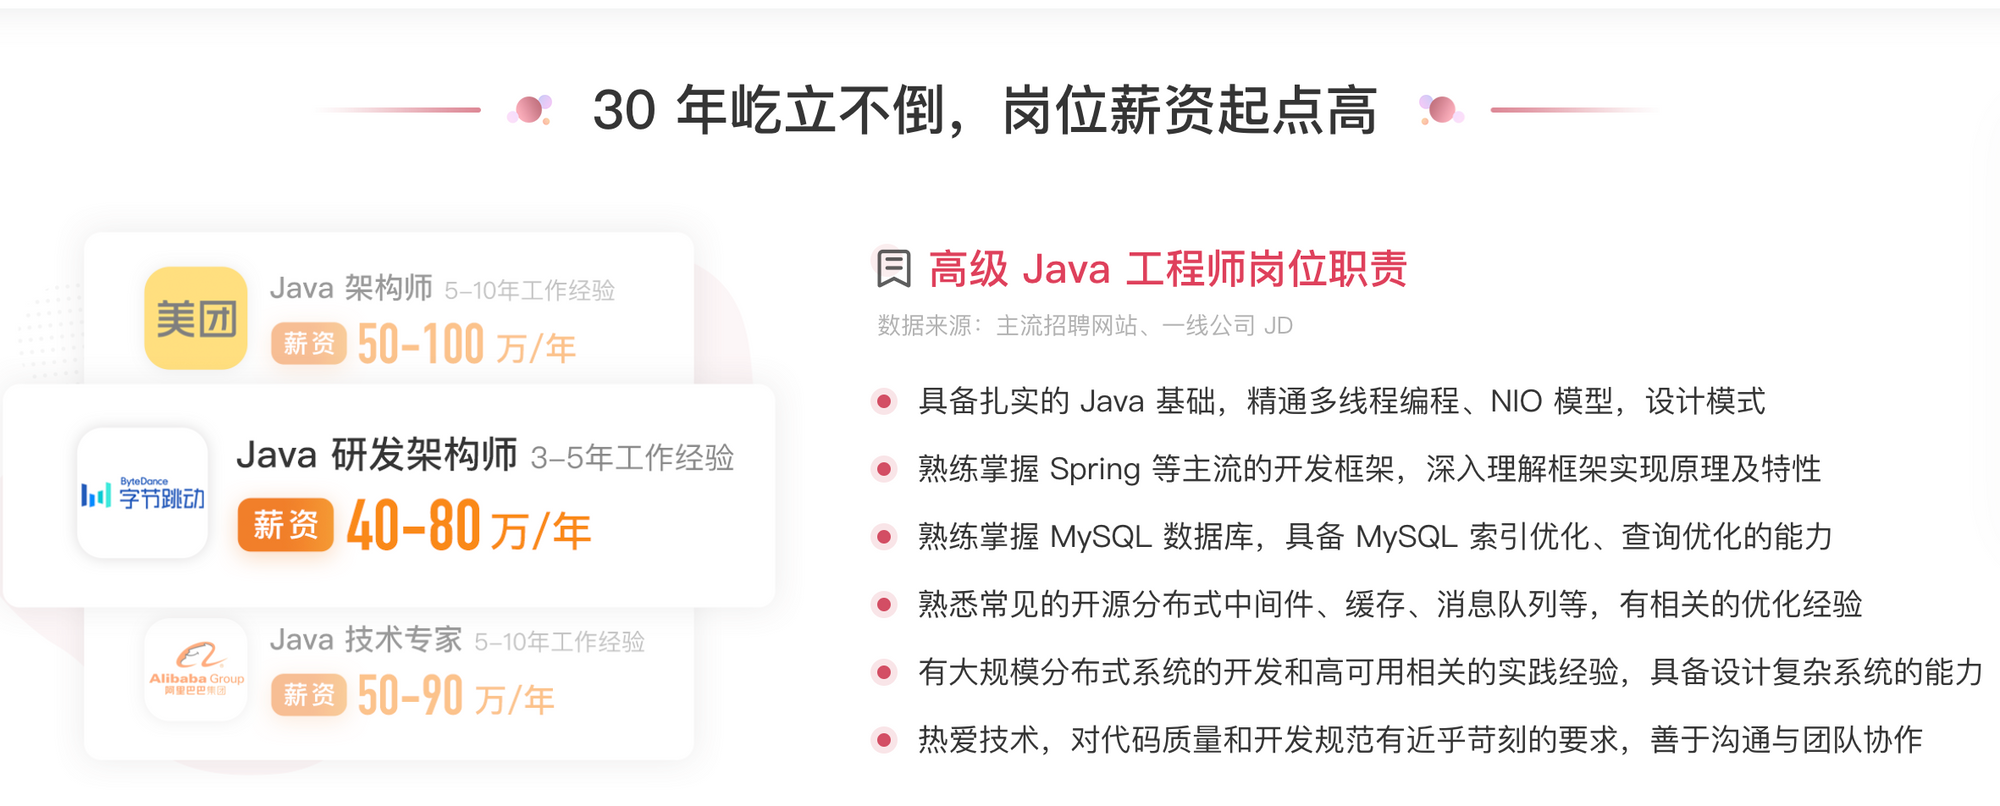 30 年屹立不倒，岗位薪资起点高
美团
Java 架构师 5-10年工作经验
薪资 50-100 万/年
ByteDance
字节跳动
Java 研发架构师 3-5年工作经验
薪资 40-80 万/年
Alibaba Group
阿里巴巴集团
Java 技术专家 5-10年工作经验
薪资 50-90 万/年
高级 Java 工程师岗位职责
数据来源：主流招聘网站、一线公司 JD
具备扎实的 Java 基础，精通多线程编程、NIO 模型，设计模式
熟练掌握 Spring 等主流的开发框架，深入理解框架实现原理及特性
熟练掌握 MySQL 数据库，具备 MySQL 索引优化、查询优化的能力
熟悉常见的开源分布式中间件、缓存、消息队列等，有相关的优化经验
有大规模分布式系统的开发和高可用相关的实践经验，具备设计复杂系统的能力
热爱技术，对代码质量和开发规范有近乎苛刻的要求，善于沟通与团队协作